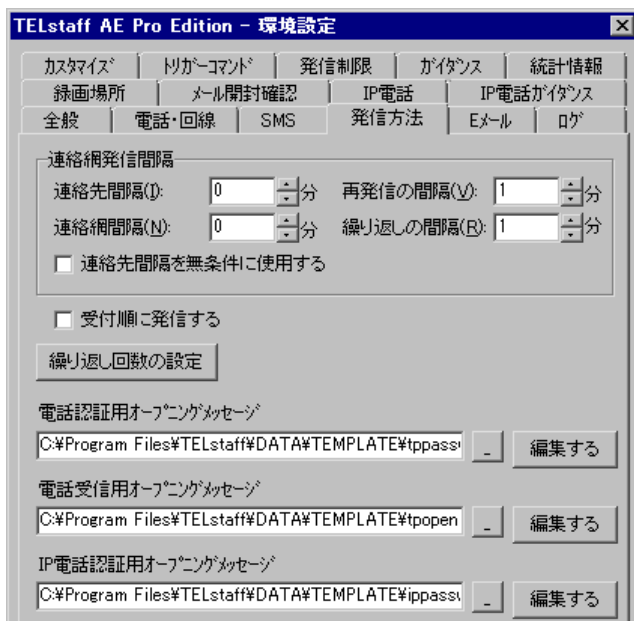 TELstaff AE Pro Edition - 環境設定
カスタマイズ トリガーコマンド 発信制限 ガイダンス 統計情報
録画場所 メール開封確認 IP電話 IP電話ガイダンス
全般 電話・回線 SMS 発信方法 Eメール ログ
連絡網発信間隔
連絡先間隔(I): 0 分 再発信の間隔(V): 1 分
連絡網間隔(N): 0 分 繰り返しの間隔(R): 1 分
連絡先間隔を無条件に使用する
受付順に発信する
繰り返し回数の設定
電話認証用オープニングメッセージ
C:¥Program Files¥TELstaff¥DATA¥TEMPLATE¥tppassw _ 編集する
電話受信用オープニングメッセージ
C:¥Program Files¥TELstaff¥DATA¥TEMPLATE¥tpopen _ 編集する
IP電話認証用オープニングメッセージ
C:¥Program Files¥TELstaff¥DATA¥TEMPLATE¥ippassw _ 編集する